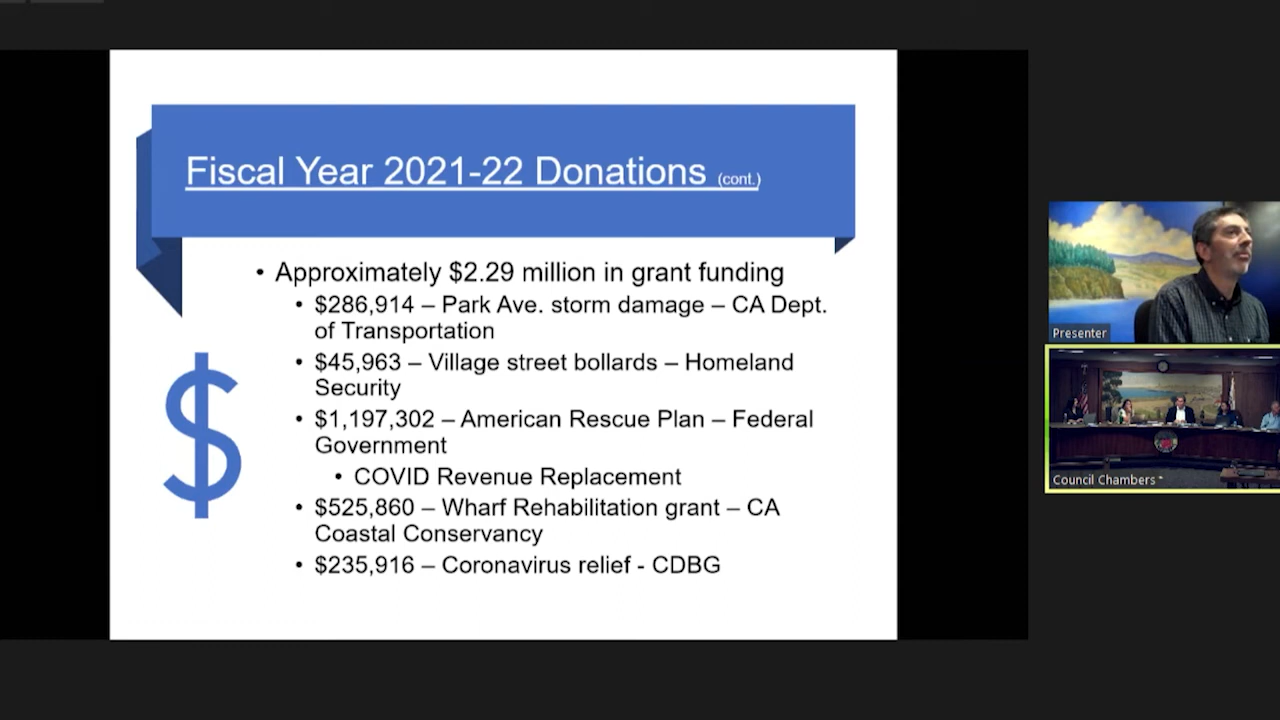 Fiscal Year 2021-22 Donations (cont.)
• Approximately $2.29 million in grant funding
• $286,914 – Park Ave. storm damage – CA Dept.
of Transportation
• $45,963 – Village street bollards – Homeland
Security
• $1,197,302 – American Rescue Plan – Federal
Government
• COVID Revenue Replacement
• $525,860 – Wharf Rehabilitation grant – CA
Coastal Conservancy
• $235,916 – Coronavirus relief - CDBG
Presenter
Council Chambers *